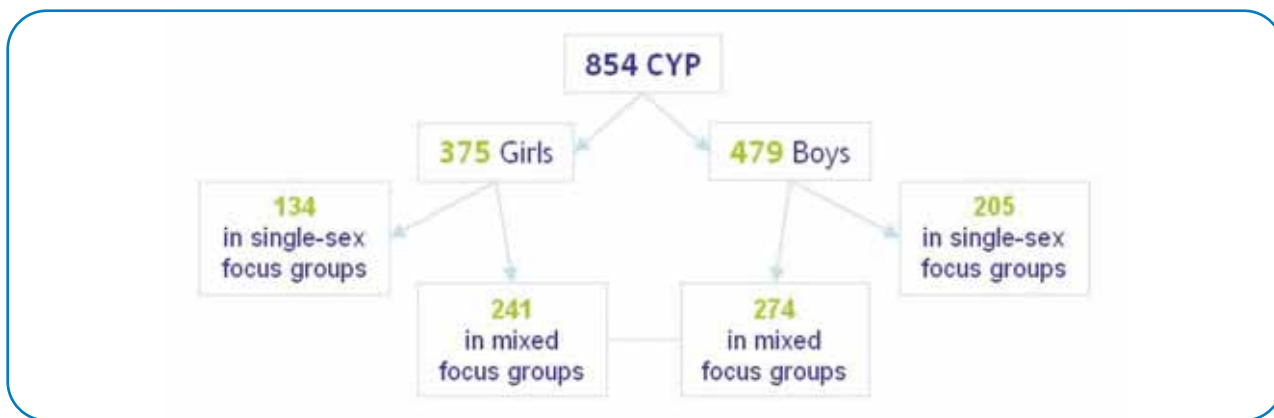 854 CYP
375 Girls
479 Boys
134
in single-sex
focus groups
205
in single-sex
focus groups
241
in mixed
focus groups
274
in mixed
focus groups